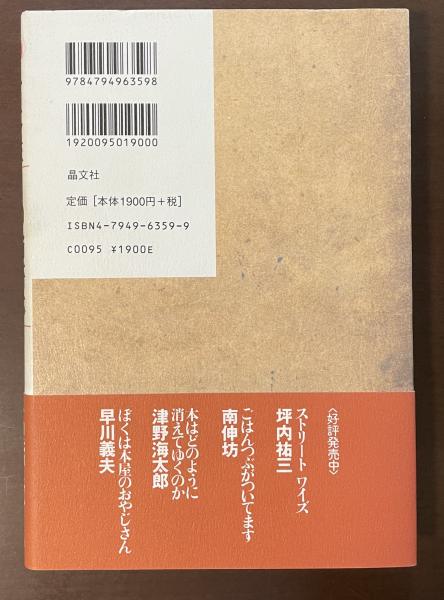 9784794963598
1920095019000
晶文社
定価［本体1900円＋税］
ISBN4-7949-6359-9
C0095 ¥1900E
〈好評発売中〉
ストリートワイズ
坪内祐三
ごはんつぶがついてます
南伸坊
本はどのように
消えてゆくのか
津野海太郎
ぼくは本屋のおやじさん
早川義夫